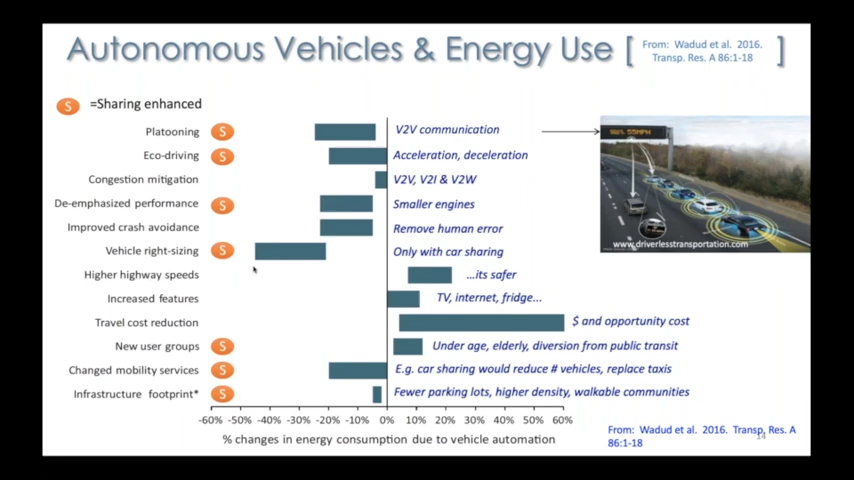 Autonomous Vehicles & Energy Use [ From: Wadud et al. 2016. ]
Transp. Res. A 86:1-18
S =Sharing enhanced
Platooning S V2V communication
Eco-driving S Acceleration, deceleration
Congestion mitigation V2V, V2I & V2W
De-emphasized performance S Smaller engines
Improved crash avoidance Remove human error
Vehicle right-sizing S Only with car sharing
Higher highway speeds ...its safer
Increased features TV, internet, fridge...
Travel cost reduction $ and opportunity cost
New user groups S Under age, elderly, diversion from public transit
Changed mobility services S E.g. car sharing would reduce # vehicles, replace taxis
Infrastructure footprint* S Fewer parking lots, higher density, walkable communities
-60% -50% -40% -30% -20% -10% 0% 10% 20% 30% 40% 50% 60%
% changes in energy consumption due to vehicle automation
55MPH
www.driverlesstransportation.com
From: Wadud et al. 2016. Transp. Res. A
86:1-18
14